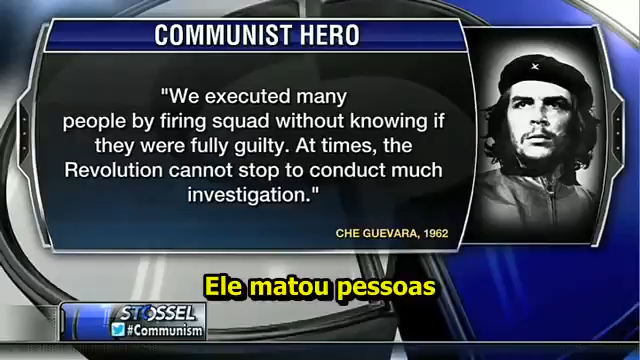 COMMUNIST HERO
"We executed many
people by firing squad without knowing if
they were fully guilty. At times, the
Revolution cannot stop to conduct much
investigation."
CHE GUEVARA, 1962
Ele matou pessoas
STOSSEL
#Communism